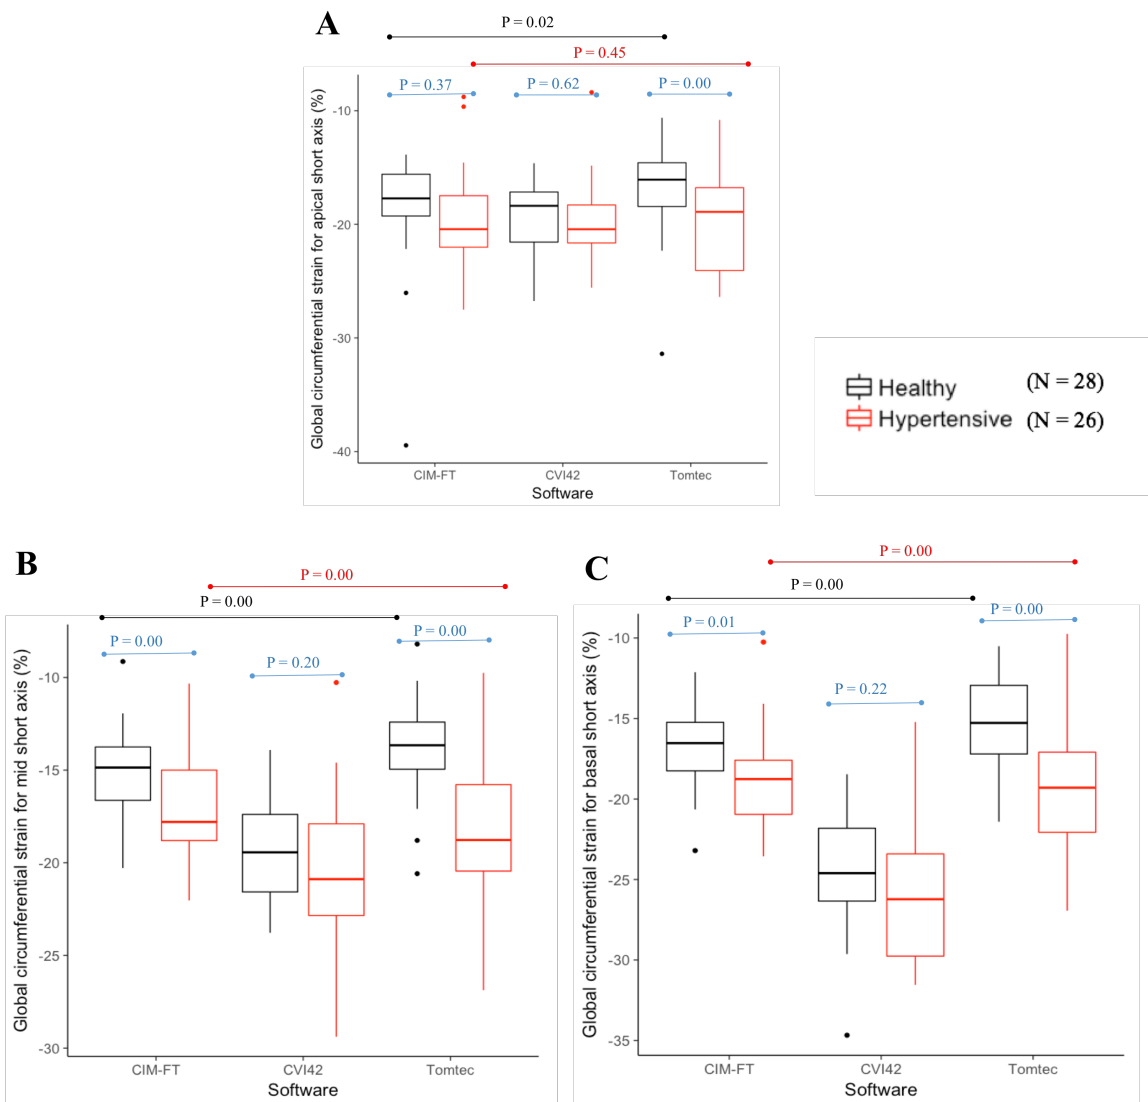 A
P = 0.02
P = 0.45
P = 0.37
P = 0.62
P = 0.00
Global circumferential strain for apical short axis (%)
-10
-20
-30
-40
CIM-FT
CVI42
Tomtec
Software
Healthy (N = 28)
Hypertensive (N = 26)
B
P = 0.00
P = 0.00
P = 0.00
P = 0.20
P = 0.00
Global circumferential strain for mid short axis (%)
-10
-15
-20
-25
-30
CIM-FT
CVI42
Tomtec
Software
C
P = 0.00
P = 0.00
P = 0.01
P = 0.22
P = 0.00
Global circumferential strain for basal short axis (%)
-10
-15
-20
-25
-30
-35
CIM-FT
CVI42
Tomtec
Software